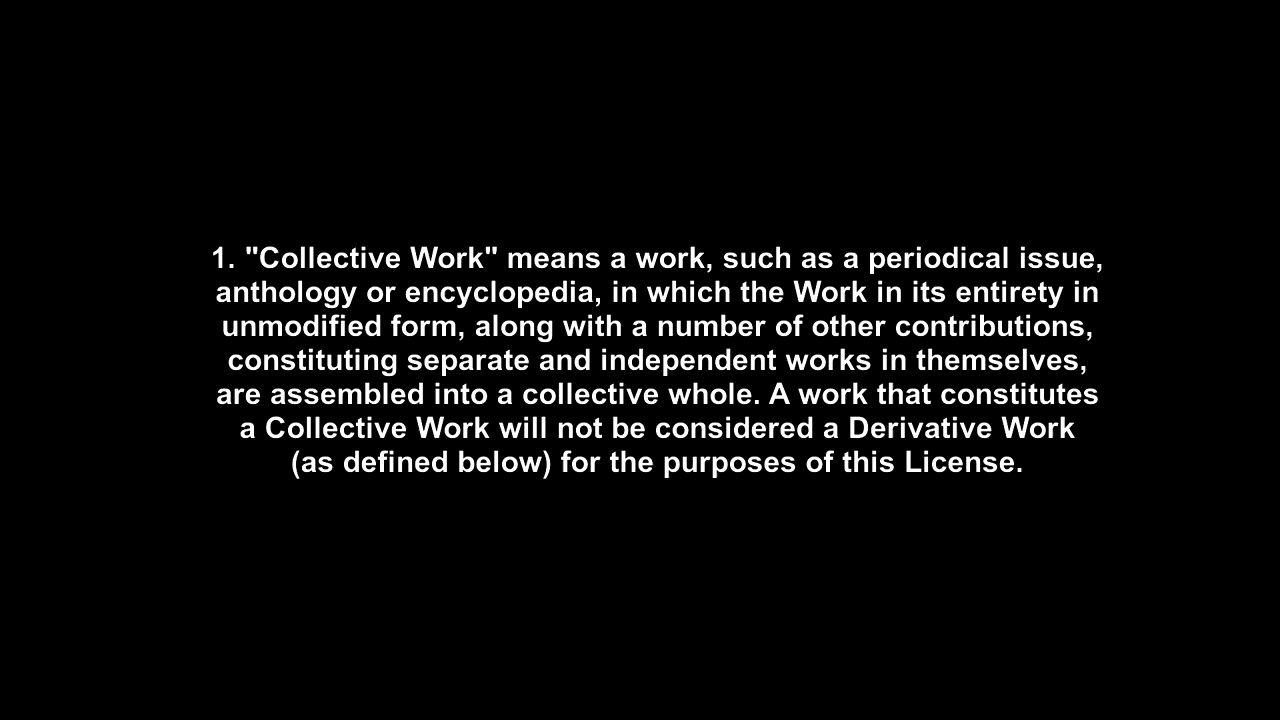 1. "Collective Work" means a work, such as a periodical issue,
anthology or encyclopedia, in which the Work in its entirety in
unmodified form, along with a number of other contributions,
constituting separate and independent works in themselves,
are assembled into a collective whole. A work that constitutes
a Collective Work will not be considered a Derivative Work
(as defined below) for the purposes of this License.